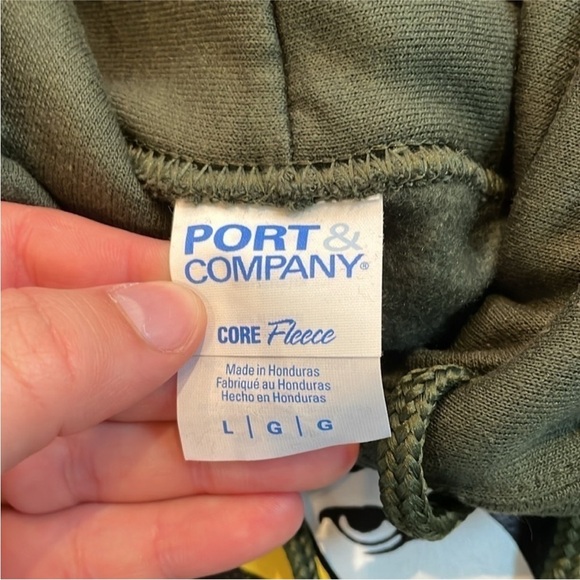 PORT &
COMPANY®
CORE Fleece
Made in Honduras
Fabriqué au Honduras
Hecho en Honduras
L | G | G